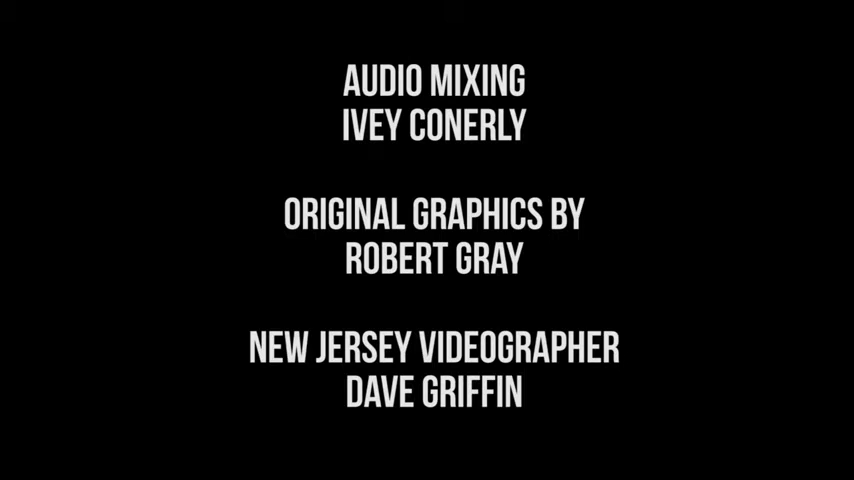 AUDIO MIXING
IVEY CONERLY
ORIGINAL GRAPHICS BY
ROBERT GRAY
NEW JERSEY VIDEOGRAPHER
DAVE GRIFFIN